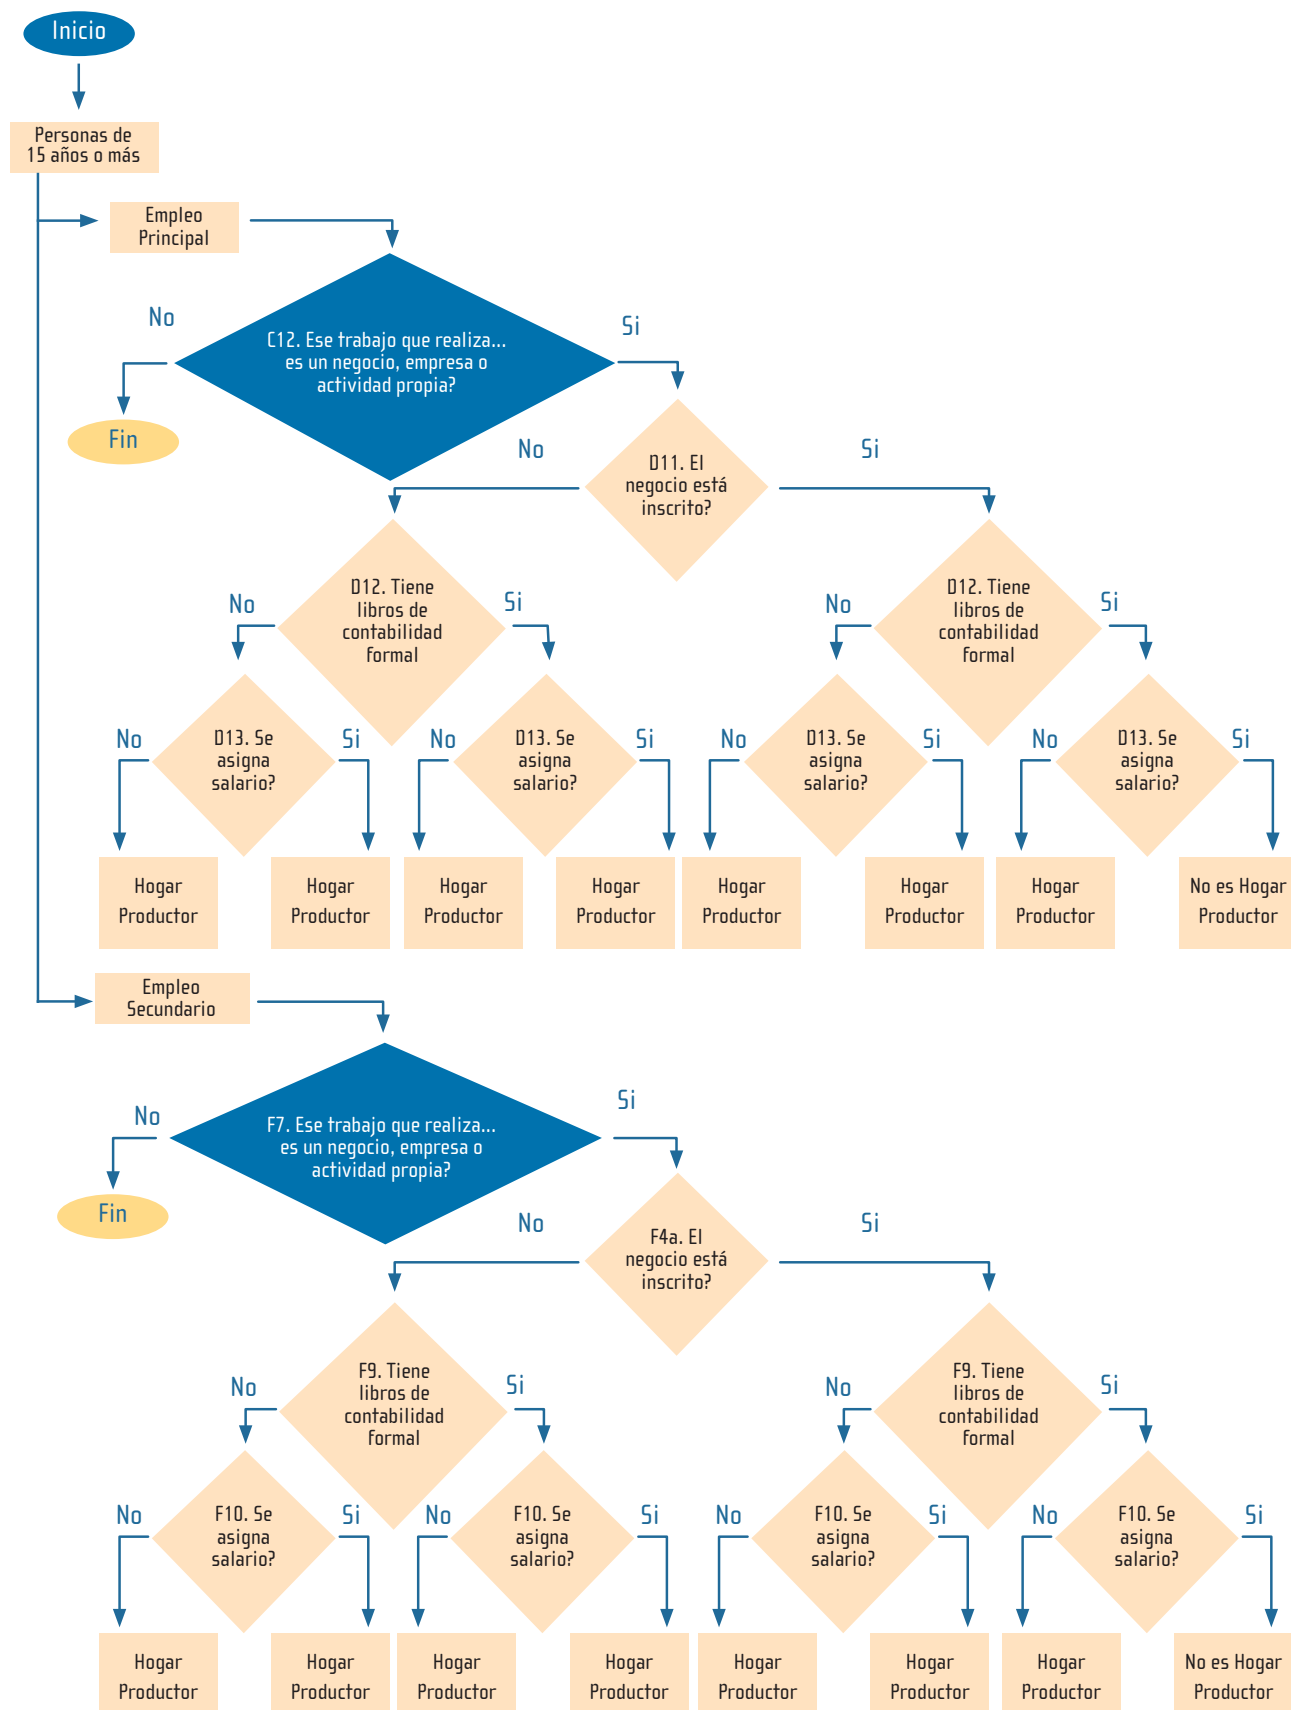 Inicio
Personas de
15 años o más
Empleo
Principal
No
Si
C12. Ese trabajo que realiza...
es un negocio, empresa o
actividad propia?
Fin
No
Si
D11. El
negocio está
inscrito?
D12. Tiene
libros de
contabilidad
formal
D12. Tiene
libros de
contabilidad
formal
No
Si
No
Si
No
D13. Se
asigna
salario?
Si
No
D13. Se
asigna
salario?
Si
No
D13. Se
asigna
salario?
Si
No
D13. Se
asigna
salario?
Si
Hogar
Productor
Hogar
Productor
Hogar
Productor
Hogar
Productor
Hogar
Productor
Hogar
Productor
Hogar
Productor
No es Hogar
Productor
Empleo
Secundario
No
Si
F7. Ese trabajo que realiza...
es un negocio, empresa o
actividad propia?
Fin
No
Si
F4a. El
negocio está
inscrito?
F9. Tiene
libros de
contabilidad
formal
F9. Tiene
libros de
contabilidad
formal
No
Si
No
Si
No
F10. Se
asigna
salario?
Si
No
F10. Se
asigna
salario?
Si
No
F10. Se
asigna
salario?
Si
No
F10. Se
asigna
salario?
Si
Hogar
Productor
Hogar
Productor
Hogar
Productor
Hogar
Productor
Hogar
Productor
Hogar
Productor
Hogar
Productor
No es Hogar
Productor